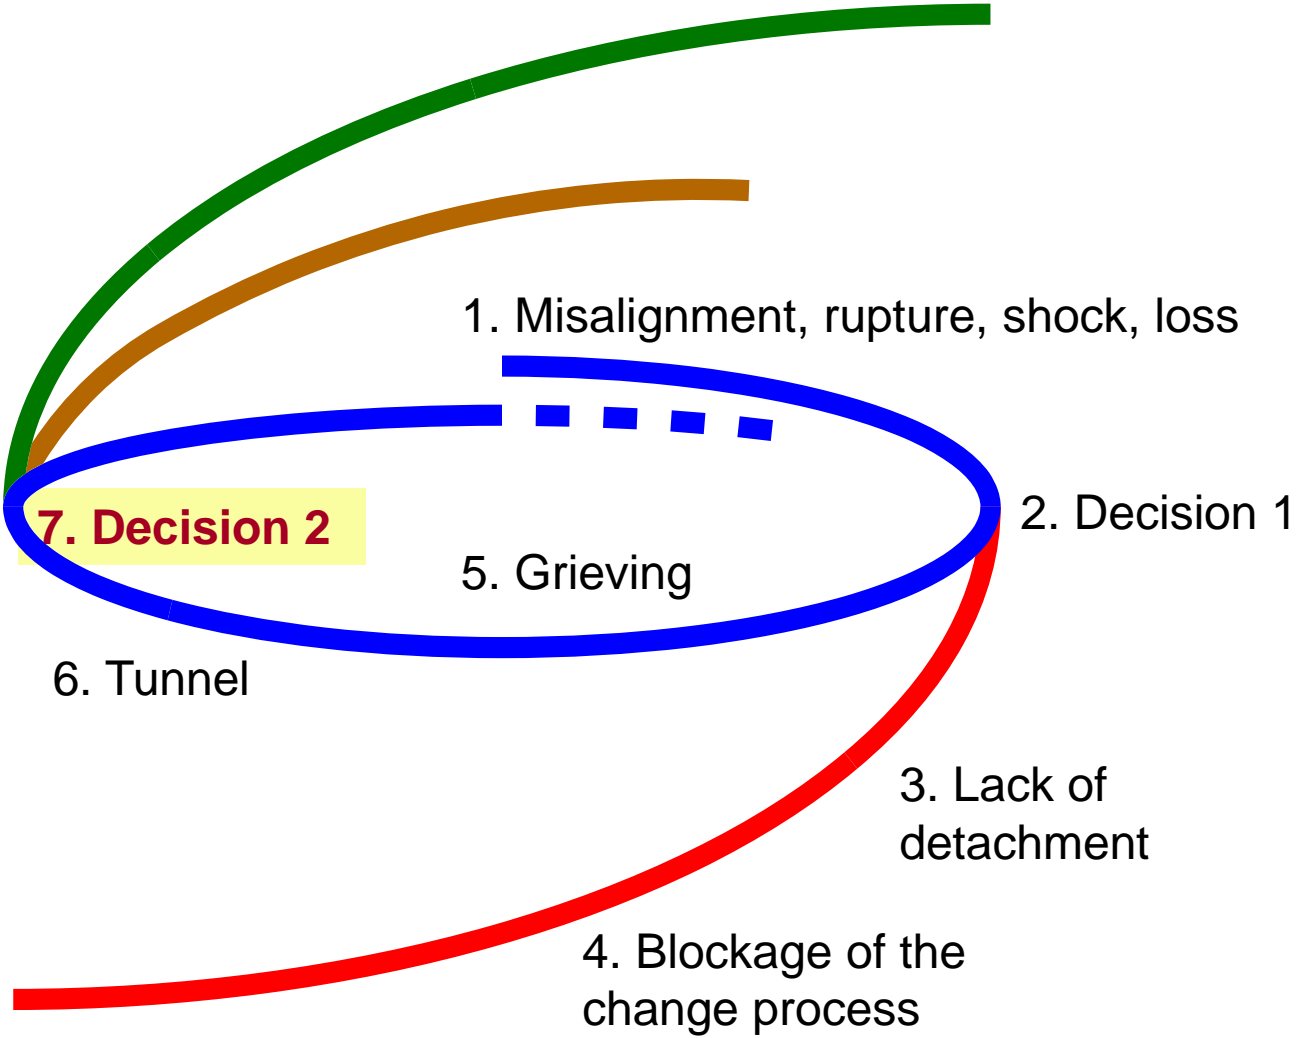 1. Misalignment, rupture, shock, loss
2. Decision 1
7. Decision 2
5. Grieving
6. Tunnel
3. Lack of
detachment
4. Blockage of the
change process